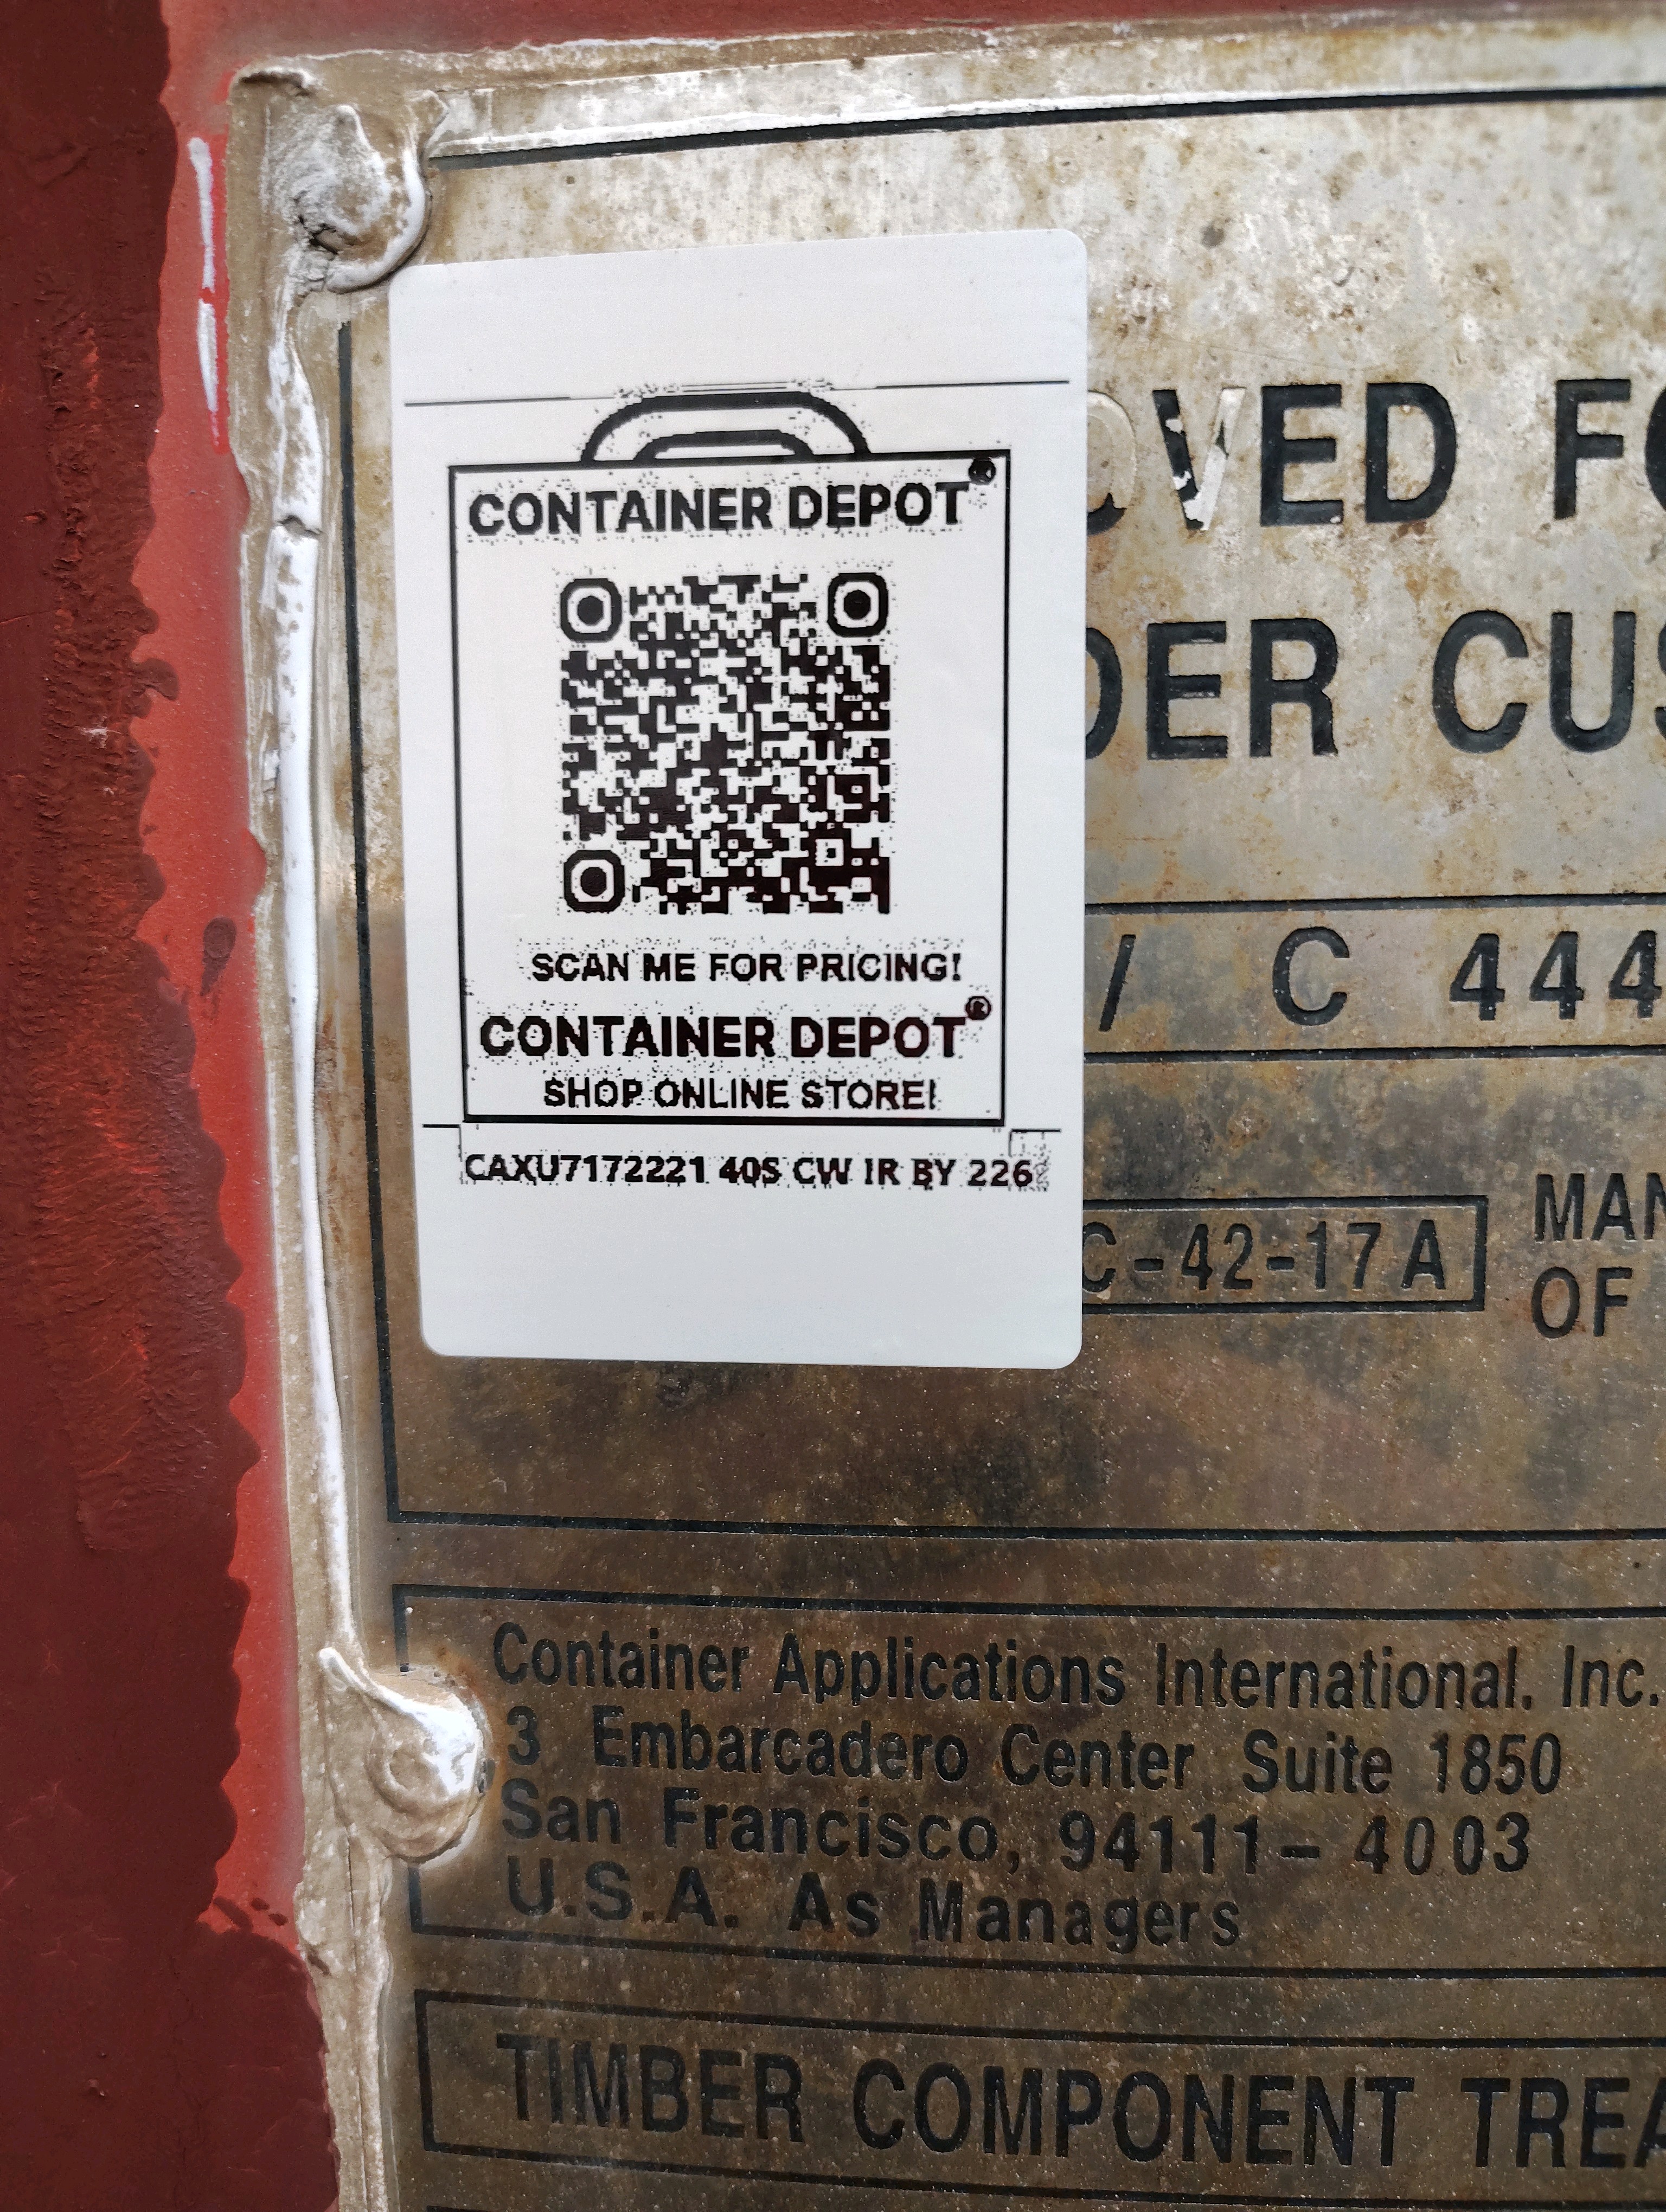 CONTAINER DEPOT®
SCAN ME FOR PRICING!
CONTAINER DEPOT®
SHOP ONLINE STORE!
CAXU7172221 40S CW IR BY 226
VED F
DER CUS
/ C 444
C-42-17A
MAN
OF
Container Applications International. Inc.
3 Embarcadero Center Suite 1850
San Francisco, 94111-4003
U.S.A. As Managers
TIMBER COMPONENT TREA